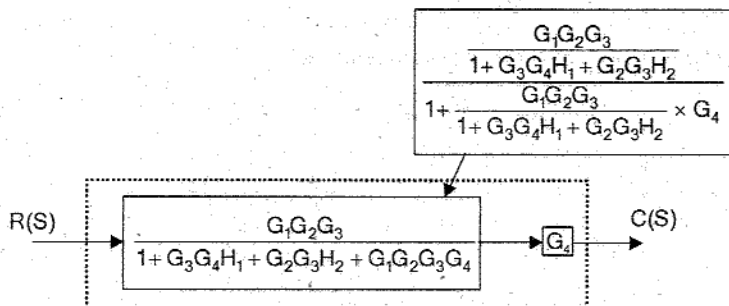 G₁G₂G₃
1 + G₃G₄H₁ + G₂G₃H₂
1 + G₁G₂G₃ × G₄
1 + G₃G₄H₁ + G₂G₃H₂
R(S)
G₁G₂G₃
1 + G₃G₄H₁ + G₂G₃H₂ + G₁G₂G₃G₄
G₄
C(S)